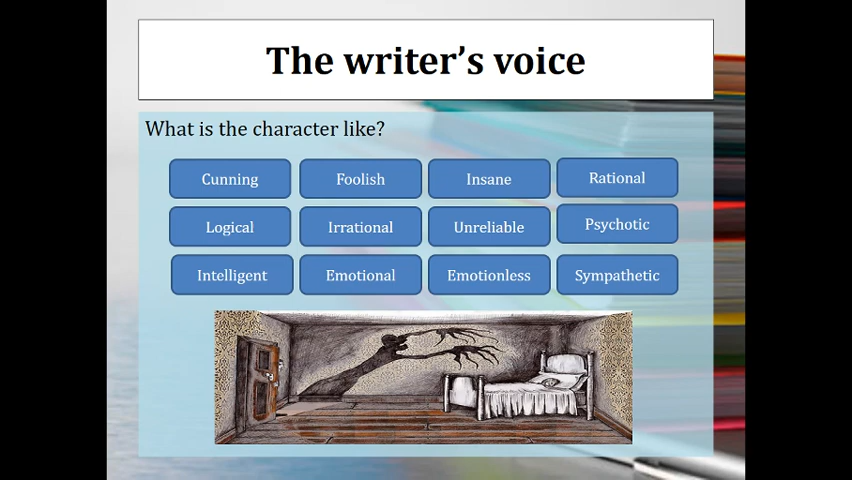 The writer's voice
What is the character like?
Cunning
Foolish
Insane
Rational
Logical
Irrational
Unreliable
Psychotic
Intelligent
Emotional
Emotionless
Sympathetic